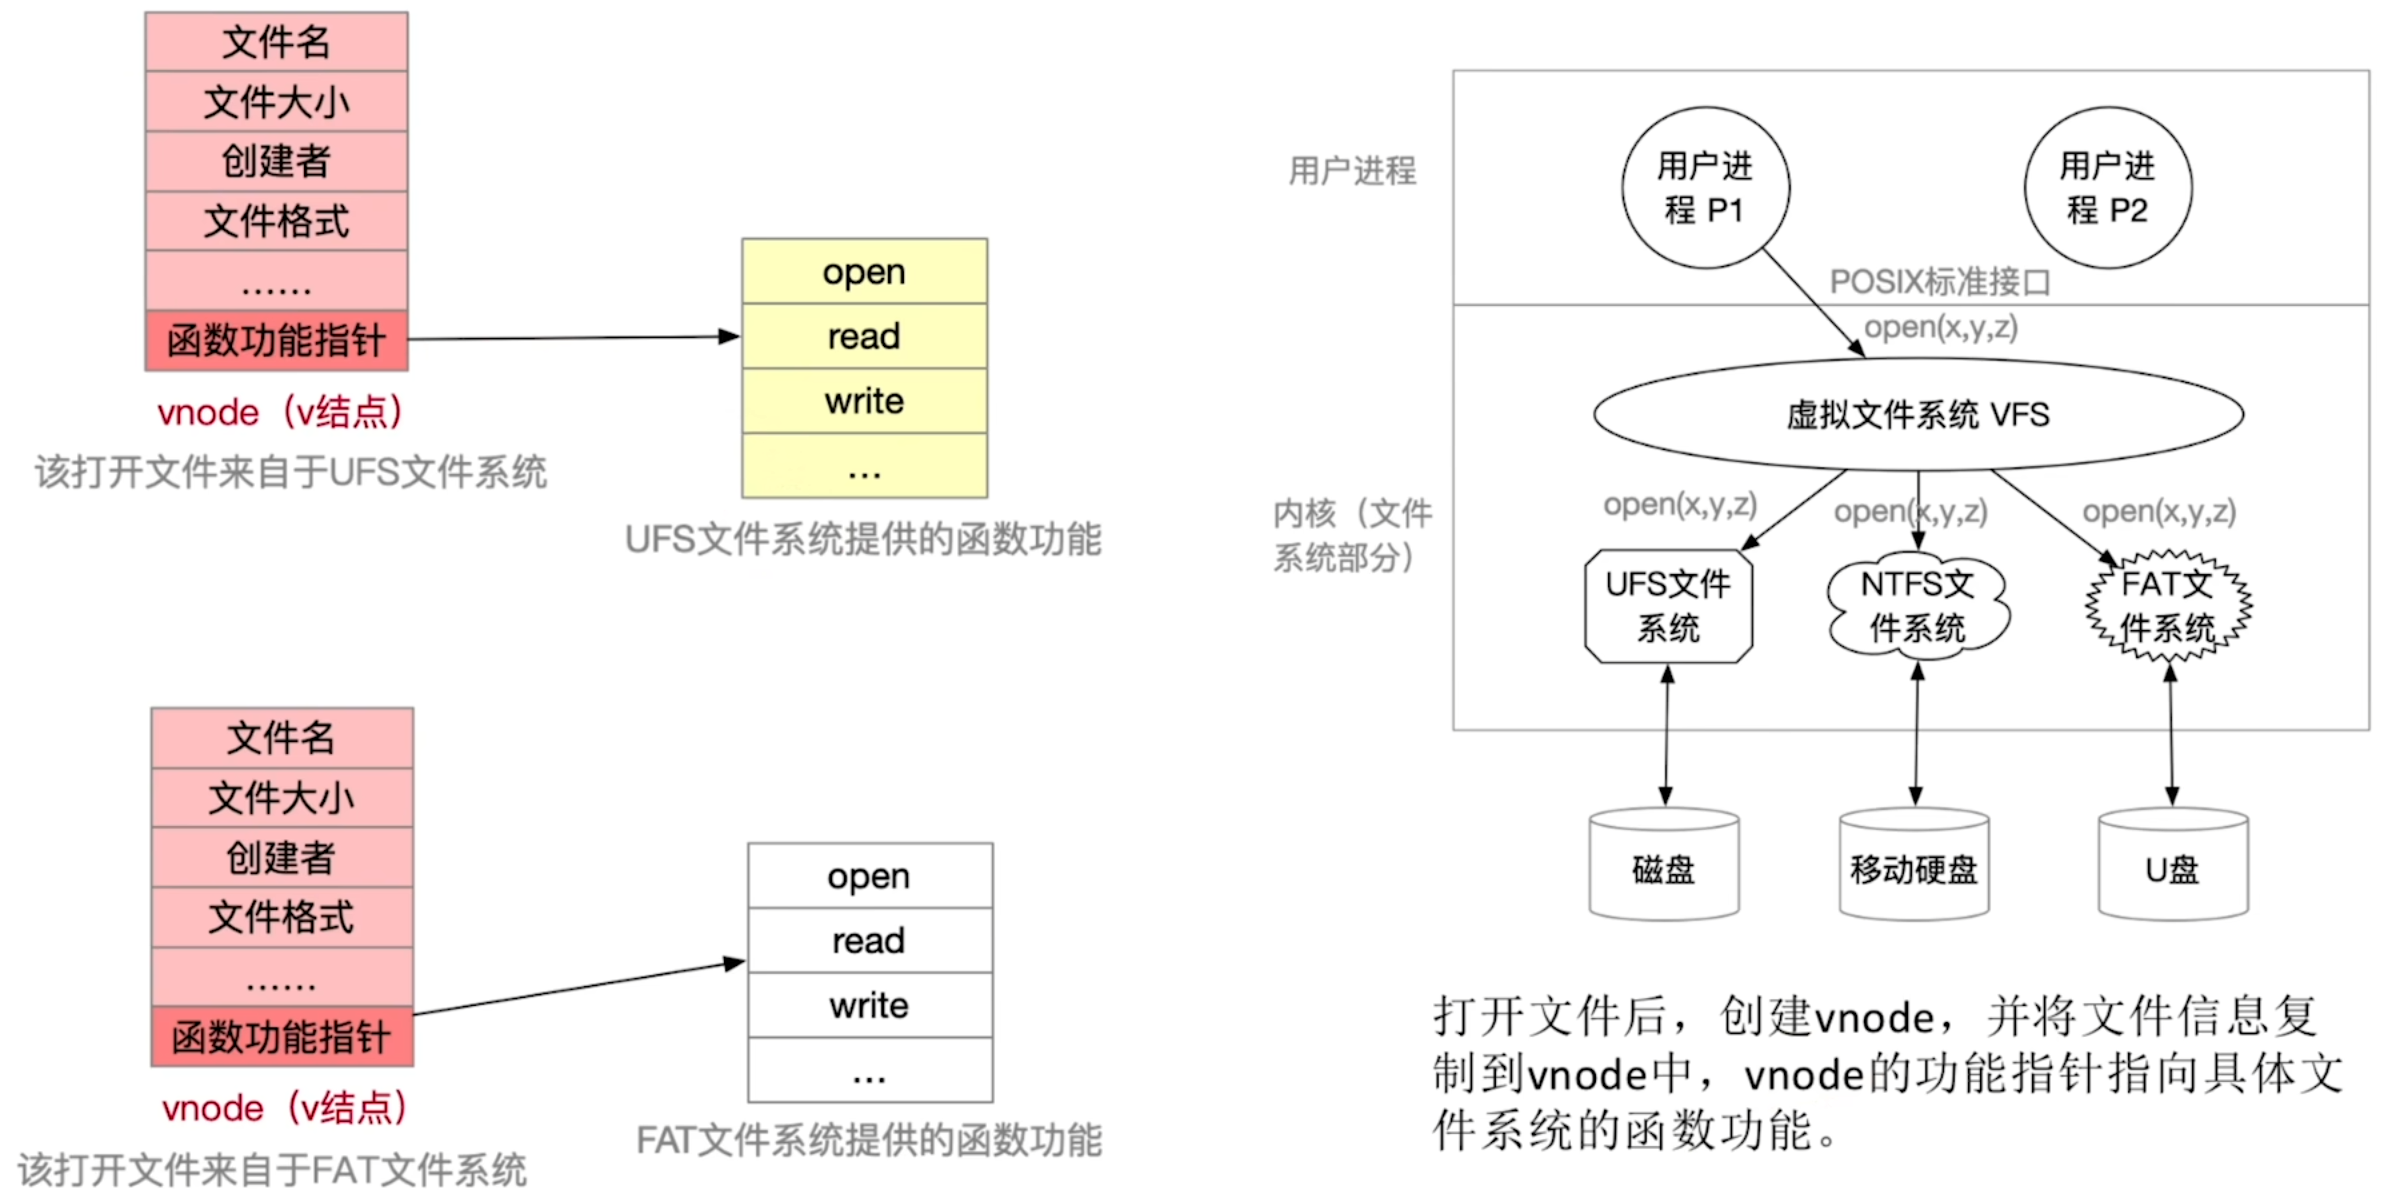 文件名
文件大小
创建者
文件格式
……
函数功能指针
vnode（v结点）
该打开文件来自于UFS文件系统
open
read
write
...
UFS文件系统提供的函数功能
文件名
文件大小
创建者
文件格式
……
函数功能指针
vnode（v结点）
该打开文件来自于FAT文件系统
open
read
write
...
FAT文件系统提供的函数功能
用户进程
用户进
程 P1
用户进
程 P2
POSIX标准接口
open(x,y,z)
虚拟文件系统 VFS
内核（文件
系统部分）
open(x,y,z)
open(x,y,z)
open(x,y,z)
UFS文件
系统
NTFS文
件系统
FAT文
件系统
磁盘
移动硬盘
U盘
打开文件后，创建vnode，并将文件信息复
制到vnode中，vnode的功能指针指向具体文
件系统的函数功能。